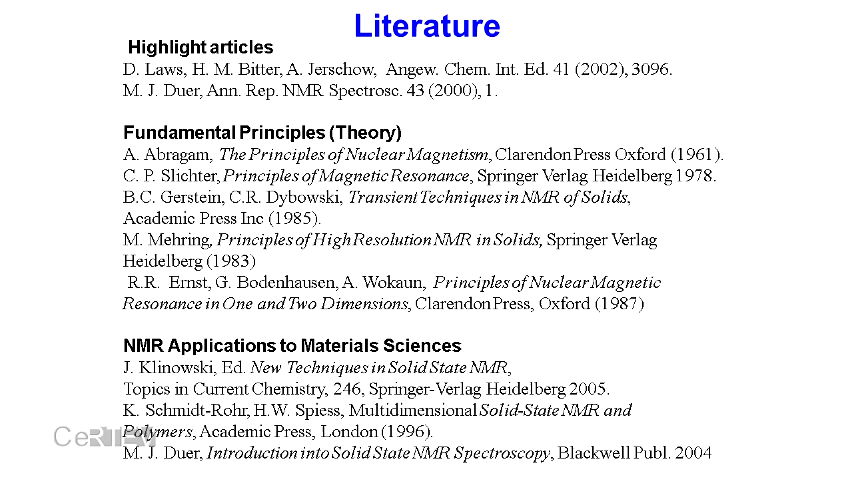 Literature
Highlight articles
D. Laws, H. M. Bitter, A. Jerschow, Angew. Chem. Int. Ed. 41 (2002), 3096.
M. J. Duer, Ann. Rep. NMR Spectrosc. 43 (2000), 1.
Fundamental Principles (Theory)
A. Abragam, The Principles of Nuclear Magnetism, Clarendon Press Oxford (1961).
C. P. Slichter, Principles of Magnetic Resonance, Springer Verlag Heidelberg 1978.
B.C. Gerstein, C.R. Dybowski, Transient Techniques in NMR of Solids,
Academic Press Inc (1985).
M. Mehring, Principles of High Resolution NMR in Solids, Springer Verlag
Heidelberg (1983)
R.R. Ernst, G. Bodenhausen, A. Wokaun, Principles of Nuclear Magnetic
Resonance in One and Two Dimensions, Clarendon Press, Oxford (1987)
NMR Applications to Materials Sciences
J. Klinowski, Ed. New Techniques in Solid State NMR,
Topics in Current Chemistry, 246, Springer-Verlag Heidelberg 2005.
K. Schmidt-Rohr, H.W. Spiess, Multidimensional Solid-State NMR and
Polymers, Academic Press, London (1996).
M. J. Duer, Introduction into Solid State NMR Spectroscopy, Blackwell Publ. 2004